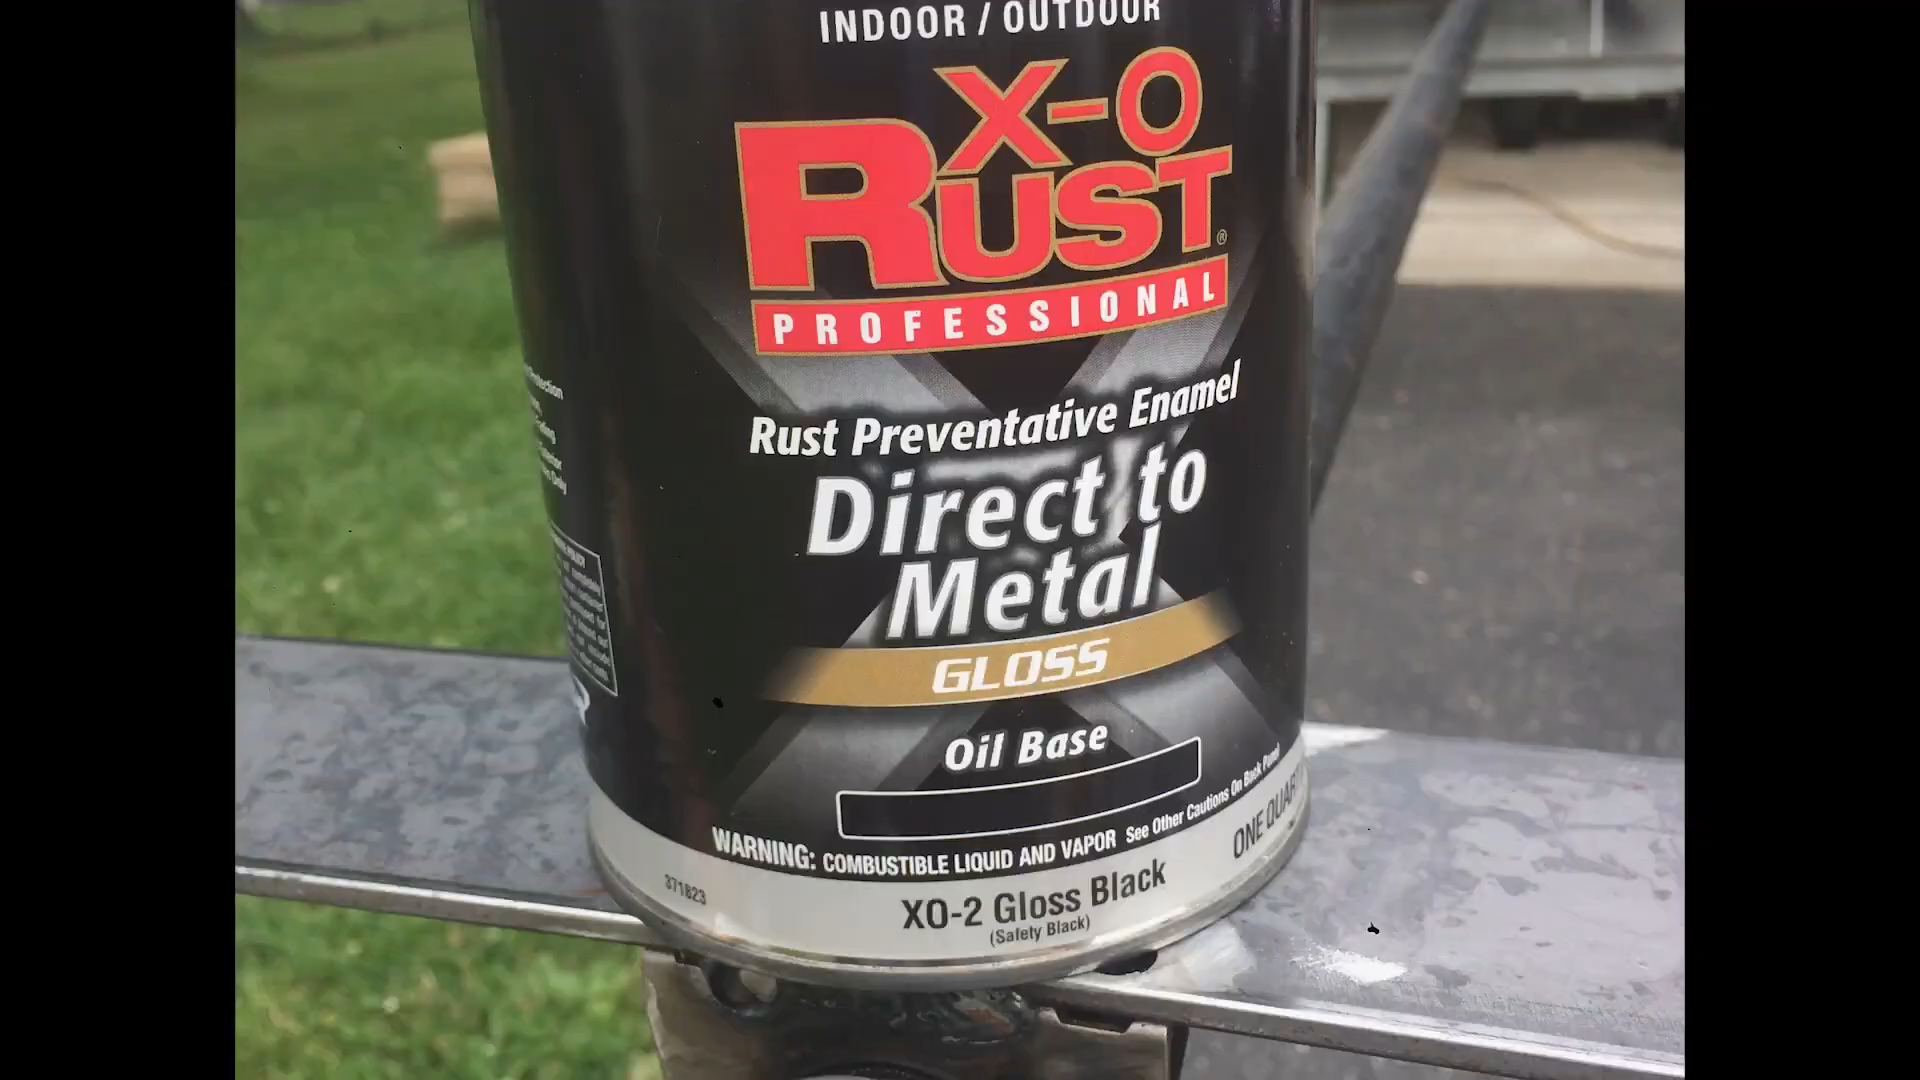 INDOOR / OUTDOOR
X-O
RUST®
PROFESSIONAL
Rust Preventative Enamel
Direct to
Metal
GLOSS
Oil Base
WARNING: COMBUSTIBLE LIQUID AND VAPOR See Other Cautions On Back Panel
371823
XO-2 Gloss Black
(Safety Black)
ONE QUART